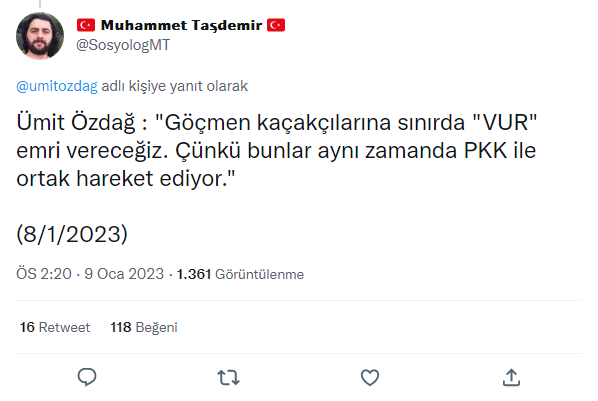 Muhammet Taşdemir
@SosyologMT
@umitozdag adlı kişiye yanıt olarak
Ümit Özdağ : "Göçmen kaçakçılarına sınırda "VUR"
emri vereceğiz. Çünkü bunlar aynı zamanda PKK ile
ortak hareket ediyor."
(8/1/2023)
ÖS 2:20 · 9 Oca 2023 · 1.361 Görüntülenme
16 Retweet 118 Beğeni